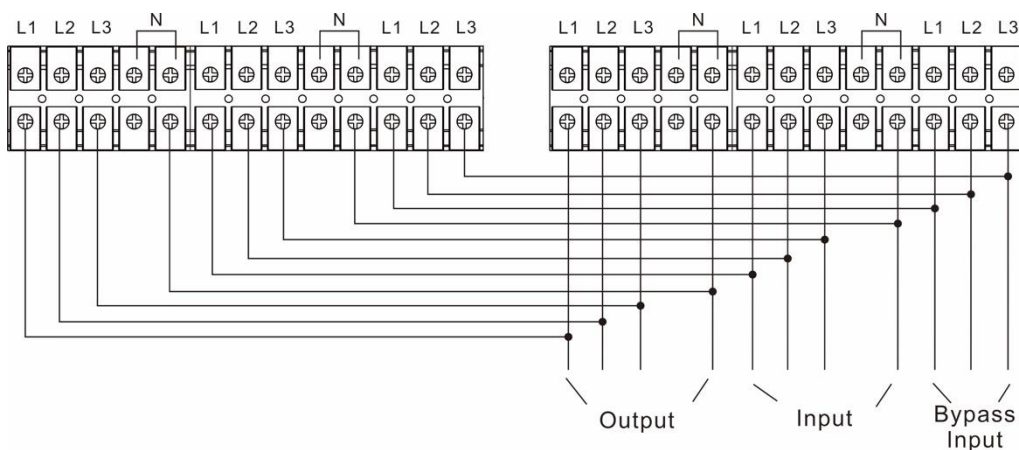 L1 L2 L3 N L1 L2 L3 N L1 L2 L3 L1 L2 L3 N L1 L2 L3 N L1 L2 L3
Output Input Bypass
Input